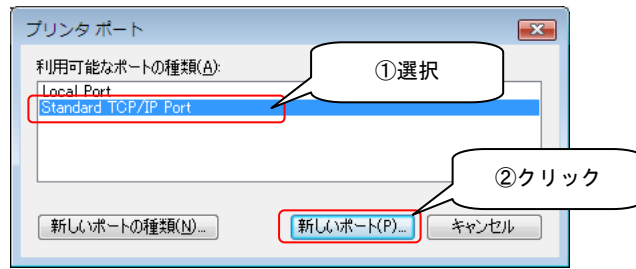 プリンタ ポート
利用可能なポートの種類(A):
①選択
Local Port
Standard TCP/IP Port
②クリック
新しいポートの種類(N)...
新しいポート(P)...
キャンセル